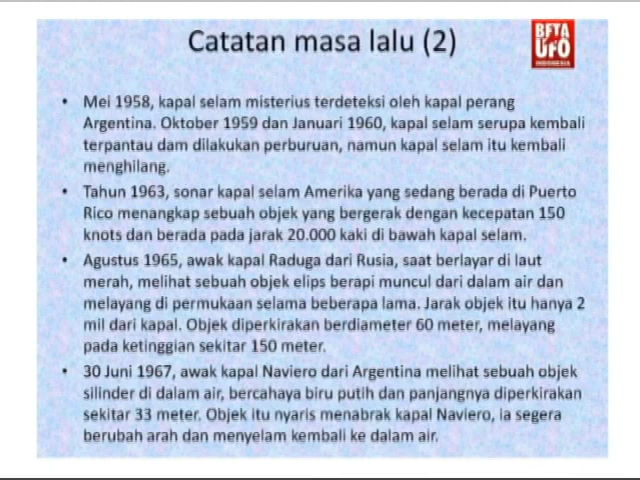 Catatan masa lalu (2)
BETA
UFO
INDONESIA
• Mei 1958, kapal selam misterius terdeteksi oleh kapal perang
Argentina. Oktober 1959 dan Januari 1960, kapal selam serupa kembali
terpantau dam dilakukan perburuan, namun kapal selam itu kembali
menghilang.
• Tahun 1963, sonar kapal selam Amerika yang sedang berada di Puerto
Rico menangkap sebuah objek yang bergerak dengan kecepatan 150
knots dan berada pada jarak 20.000 kaki di bawah kapal selam.
• Agustus 1965, awak kapal Raduga dari Rusia, saat berlayar di laut
merah, melihat sebuah objek elips berapi muncul dari dalam air dan
melayang di permukaan selama beberapa lama. Jarak objek itu hanya 2
mil dari kapal. Objek diperkirakan berdiameter 60 meter, melayang
pada ketinggian sekitar 150 meter.
• 30 Juni 1967, awak kapal Naviero dari Argentina melihat sebuah objek
silinder di dalam air, bercahaya biru putih dan panjangnya diperkirakan
sekitar 33 meter. Objek itu nyaris menabrak kapal Naviero, ia segera
berubah arah dan menyelam kembali ke dalam air.